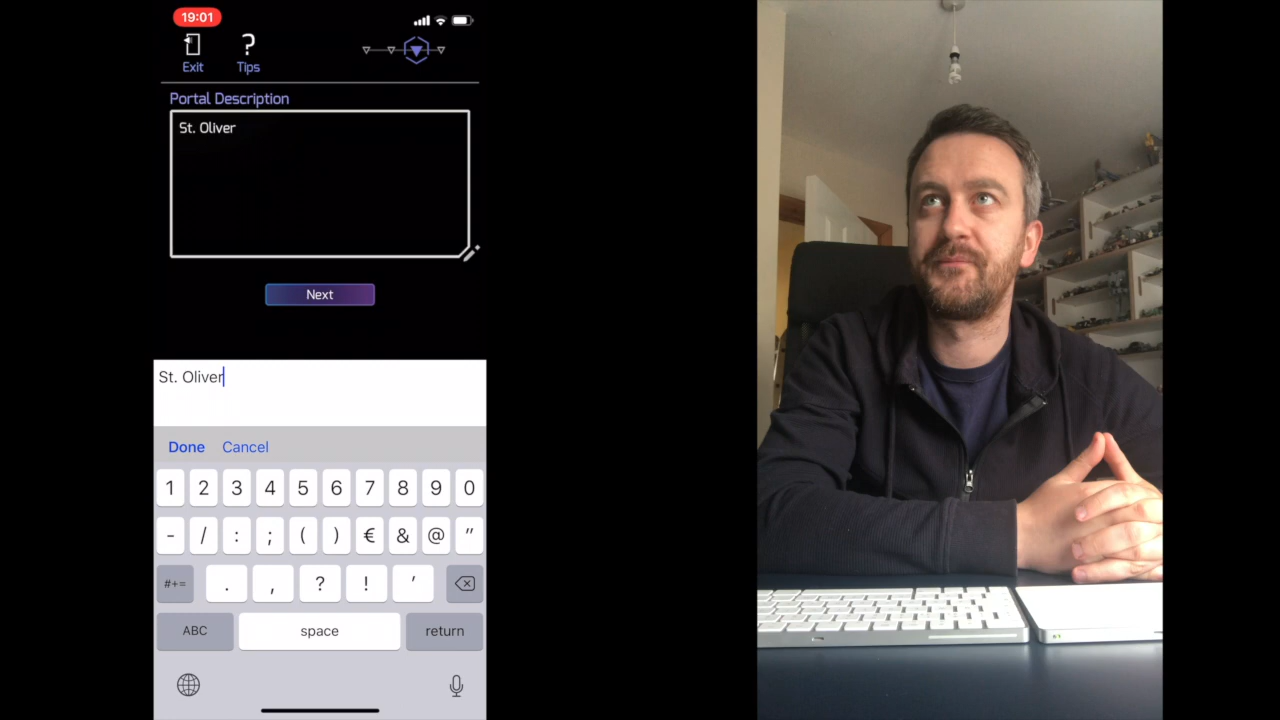 19:01
Exit
Tips
Portal Description
St. Oliver
Next
St. Oliver
Done Cancel
1 2 3 4 5 6 7 8 9 0
- / : ; ( ) € & @ "
#+= . , ? ! '
ABC space return